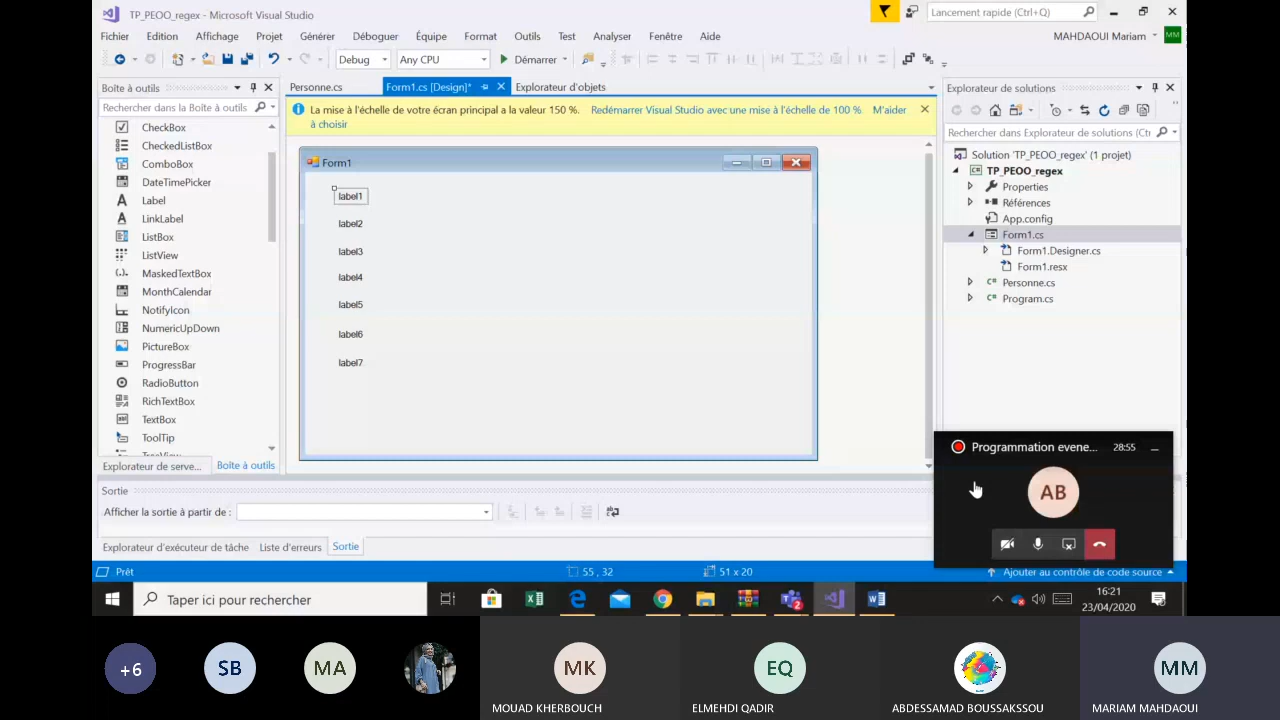 TP_PEOO_regex - Microsoft Visual Studio
Lancement rapide (Ctrl+Q)
Fichier Edition Affichage Projet Générer Déboguer Équipe Format Outils Test Analyser Fenêtre Aide
MAHDAOUI Mariam MM
Debug Any CPU Démarrer
Boîte à outils
Personne.cs Form1.cs [Design]* Explorateur d'objets
Explorateur de solutions
Rechercher dans la Boîte à outils
La mise à l'échelle de votre écran principal a la valeur 150 %. Redémarrer Visual Studio avec une mise à l'échelle de 100 % M'aider
à choisir
Rechercher dans Explorateur de solutions (Ctr
CheckBox
CheckedListBox
ComboBox
DateTimePicker
Label
LinkLabel
ListBox
ListView
MaskedTextBox
MonthCalendar
NotifyIcon
NumericUpDown
PictureBox
ProgressBar
RadioButton
RichTextBox
TextBox
ToolTip
Form1
label1
label2
label3
label4
label5
label6
label7
Solution 'TP_PEOO_regex' (1 projet)
TP_PEOO_regex
Properties
Références
App.config
Form1.cs
Form1.Designer.cs
Form1.resx
Personne.cs
Program.cs
Explorateur de serve... Boîte à outils
Programmation evene... 28:55
AB
Sortie
Afficher la sortie à partir de :
Explorateur d'exécuteur de tâche Liste d'erreurs Sortie
Prêt 55 , 32 51 x 20 Ajouter au contrôle de code source
Taper ici pour rechercher
16:21
23/04/2020
+6 SB MA MK EQ MM
MOUAD KHERBOUCH ELMEHDI QADIR ABDESSAMAD BOUSSAKSSOU MARIAM MAHDAOUI